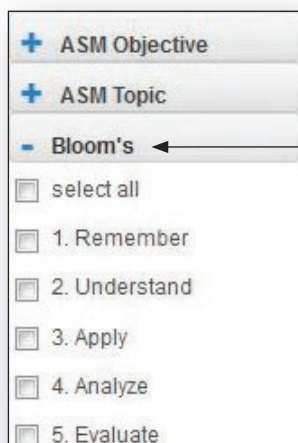 + ASM Objective
+ ASM Topic
- Bloom's
select all
1. Remember
2. Understand
3. Apply
4. Analyze
5. Evaluate